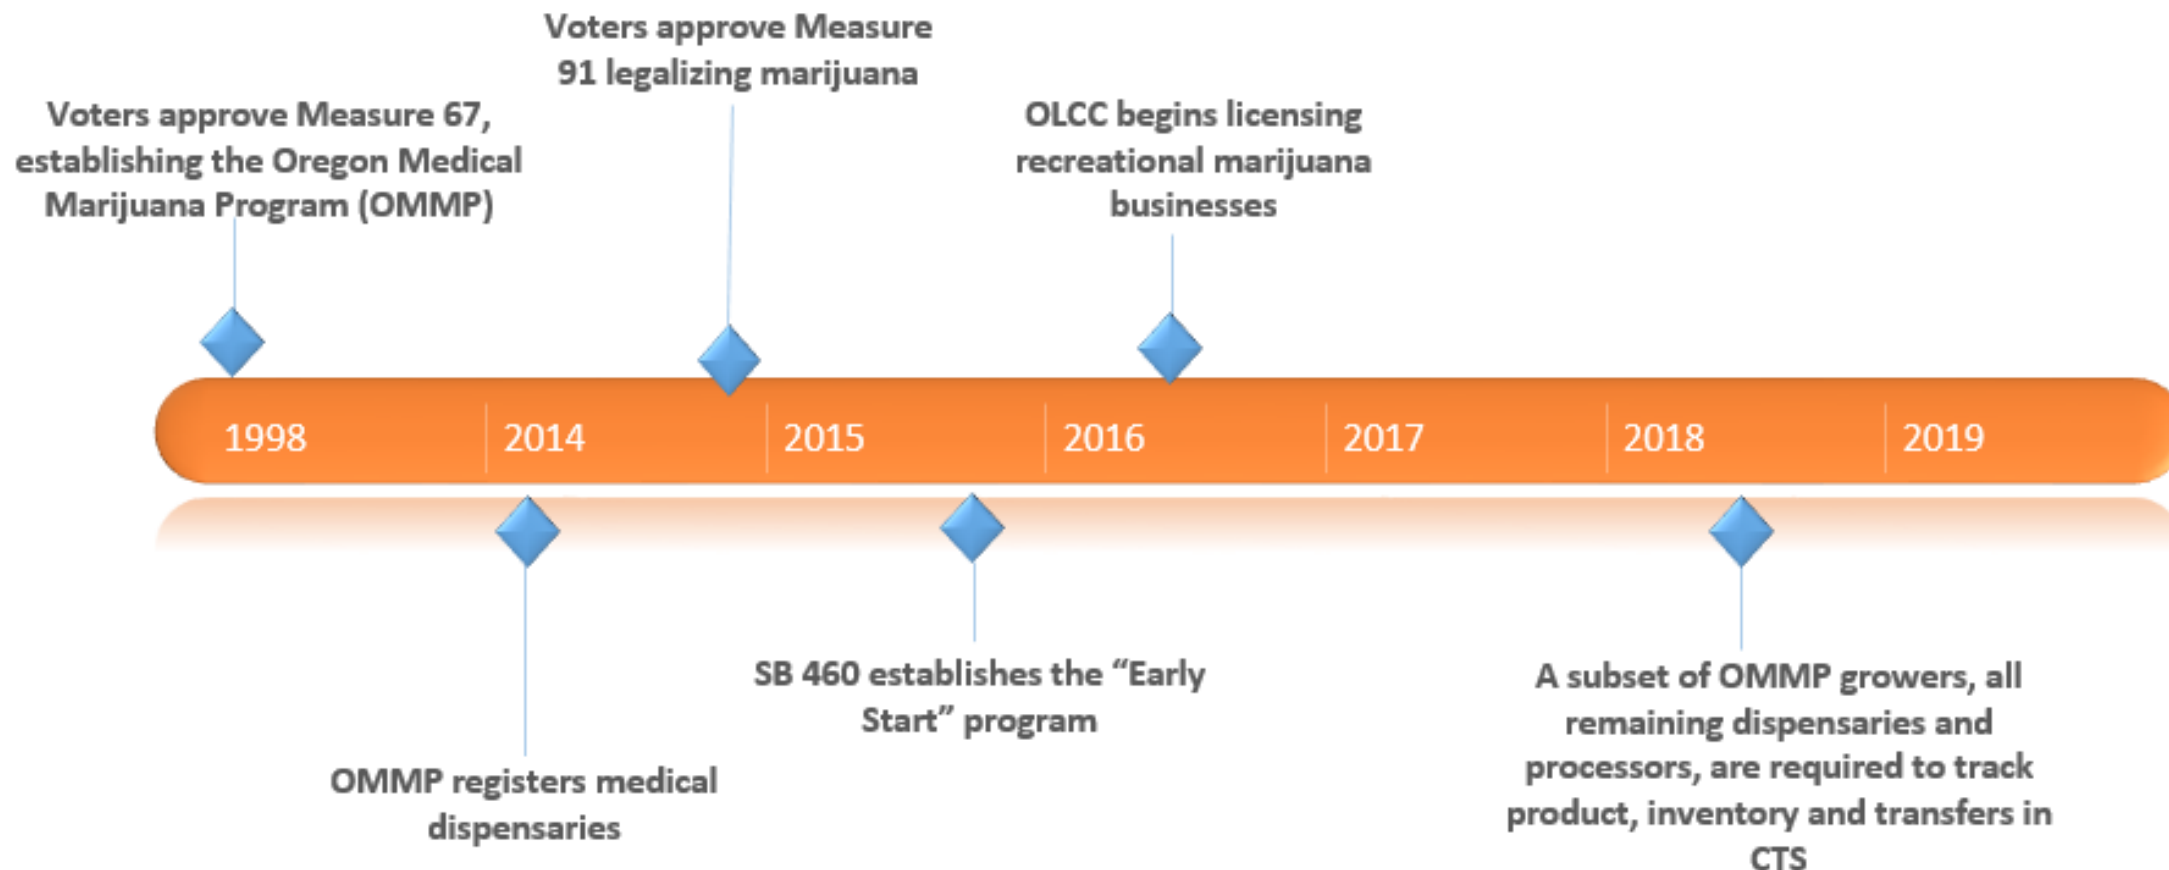 Voters approve Measure
91 legalizing marijuana
Voters approve Measure 67,
establishing the Oregon Medical
Marijuana Program (OMMP)
OLCC begins licensing
recreational marijuana
businesses
1998
2014
2015
2016
2017
2018
2019
SB 460 establishes the “Early
Start” program
A subset of OMMP growers, all
remaining dispensaries and
processors, are required to track
product, inventory and transfers in
CTS
OMMP registers medical
dispensaries